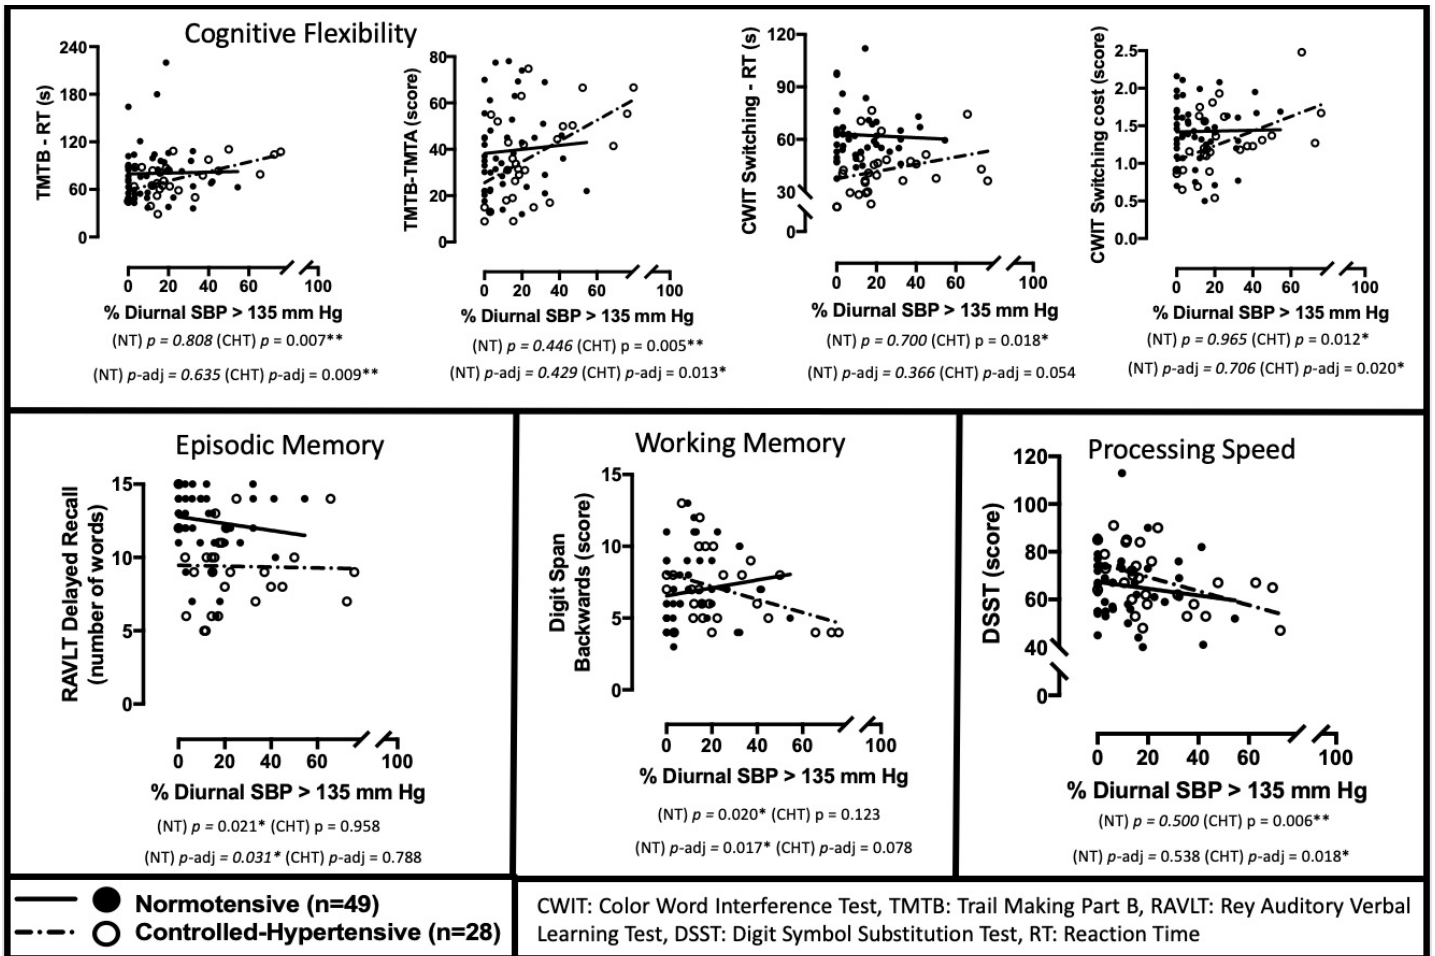 Cognitive Flexibility
TMTB - RT (s)
240
180
120
60
0
0 20 40 60 100
% Diurnal SBP > 135 mm Hg
(NT) p = 0.808 (CHT) p = 0.007**
(NT) p-adj = 0.635 (CHT) p-adj = 0.009**
TMTB-TMTA (score)
80
60
40
20
0
0 20 40 60 100
% Diurnal SBP > 135 mm Hg
(NT) p = 0.446 (CHT) p = 0.005**
(NT) p-adj = 0.429 (CHT) p-adj = 0.013*
CWIT Switching - RT (s)
120
90
60
30
0
0 20 40 60 100
% Diurnal SBP > 135 mm Hg
(NT) p = 0.700 (CHT) p = 0.018*
(NT) p-adj = 0.366 (CHT) p-adj = 0.054
CWIT Switching cost (score)
2.5
2.0
1.5
1.0
0.0
0 20 40 60 100
% Diurnal SBP > 135 mm Hg
(NT) p = 0.965 (CHT) p = 0.012*
(NT) p-adj = 0.706 (CHT) p-adj = 0.020*
Episodic Memory
RAVLT Delayed Recall
(number of words)
15
10
5
0
0 20 40 60 100
% Diurnal SBP > 135 mm Hg
(NT) p = 0.021* (CHT) p = 0.958
(NT) p-adj = 0.031* (CHT) p-adj = 0.788
Working Memory
Digit Span
Backwards (score)
15
10
5
0
0 20 40 60 100
% Diurnal SBP > 135 mm Hg
(NT) p = 0.020* (CHT) p = 0.123
(NT) p-adj = 0.017* (CHT) p-adj = 0.078
Processing Speed
DSST (score)
120
100
80
60
40
0
0 20 40 60 100
% Diurnal SBP > 135 mm Hg
(NT) p = 0.500 (CHT) p = 0.006**
(NT) p-adj = 0.538 (CHT) p-adj = 0.018*
Normotensive (n=49)
Controlled-Hypertensive (n=28)
CWIT: Color Word Interference Test, TMTB: Trail Making Part B, RAVLT: Rey Auditory Verbal
Learning Test, DSST: Digit Symbol Substitution Test, RT: Reaction Time